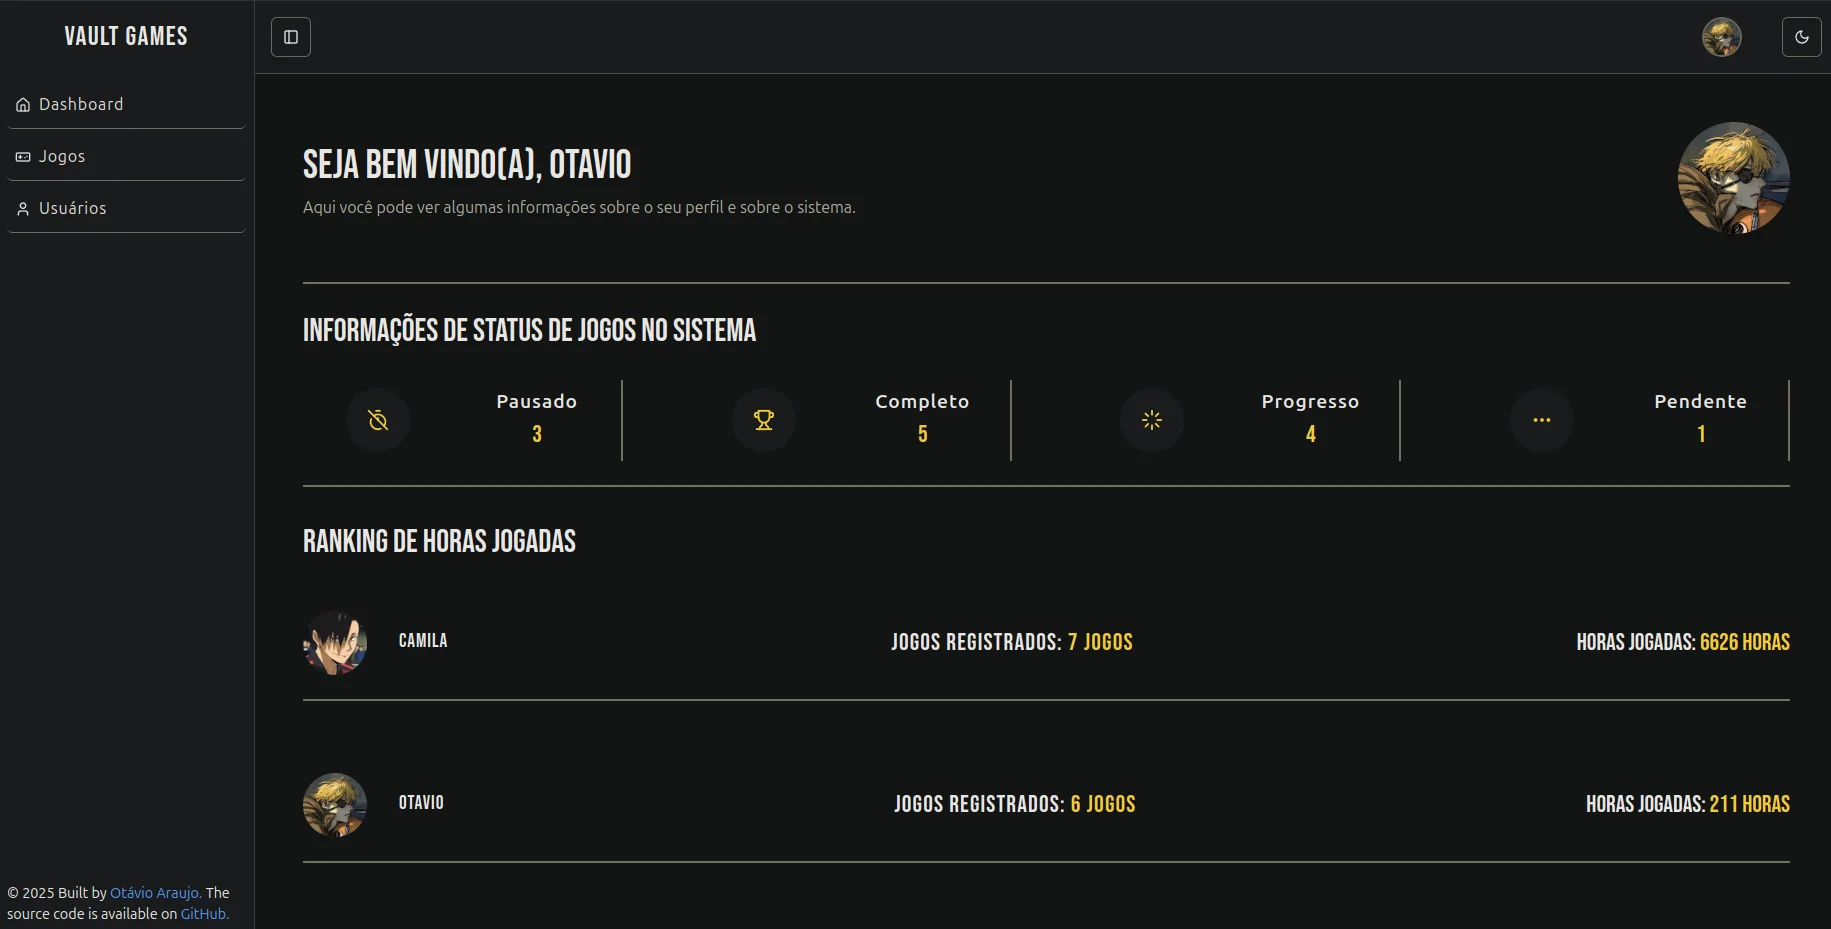 VAULT GAMES
Dashboard
Jogos
Usuários
© 2025 Built by Otávio Araujo. The
source code is available on GitHub.
SEJA BEM VINDO(A), OTAVIO
Aqui você pode ver algumas informações sobre o seu perfil e sobre o sistema.
INFORMAÇÕES DE STATUS DE JOGOS NO SISTEMA
Pausado
3
Completo
5
Progresso
4
Pendente
1
RANKING DE HORAS JOGADAS
CAMILA
JOGOS REGISTRADOS: 7 JOGOS
HORAS JOGADAS: 6626 HORAS
OTAVIO
JOGOS REGISTRADOS: 6 JOGOS
HORAS JOGADAS: 211 HORAS